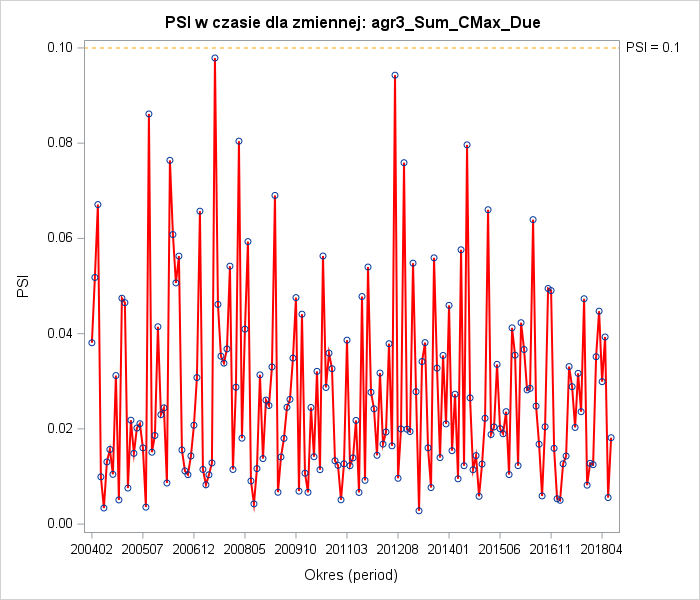 PSI w czasie dla zmiennej: agr3_Sum_CMax_Due
0.10
PSI = 0.1
0.08
0.06
PSI
0.04
0.02
0.00
200402 200507 200612 200805 200910 201103 201208 201401 201506 201611 201804
Okres (period)